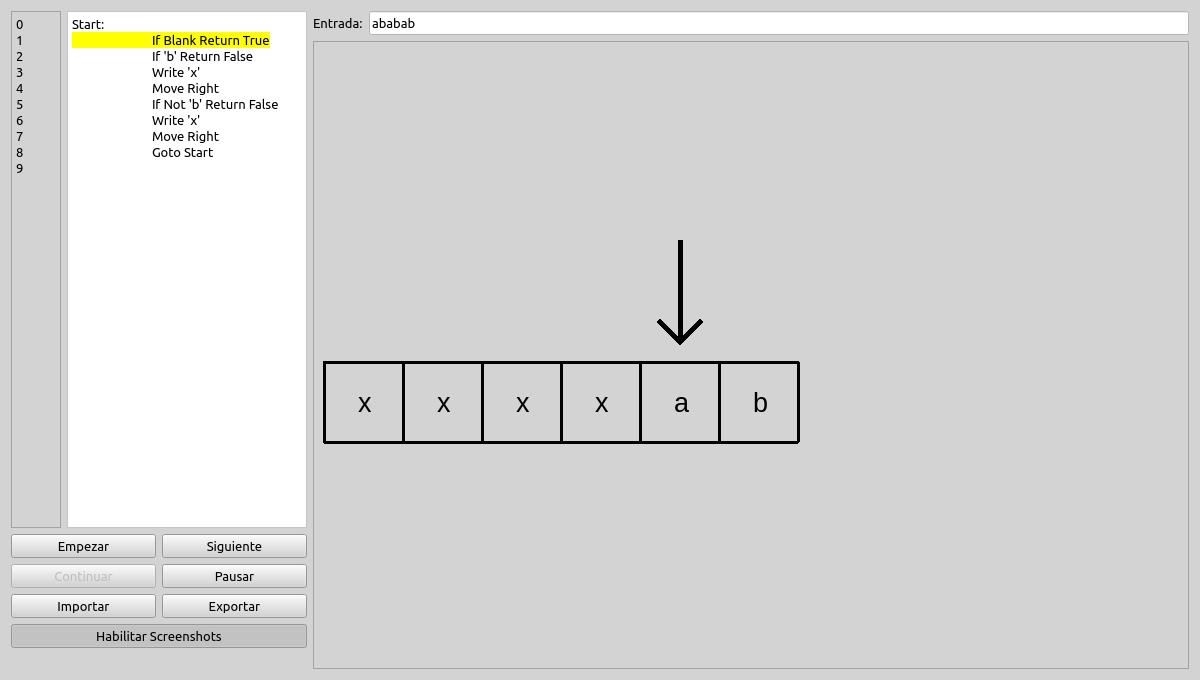 0 Start:
1 If Blank Return True
2 If 'b' Return False
3 Write 'x'
4 Move Right
5 If Not 'b' Return False
6 Write 'x'
7 Move Right
8 Goto Start
9
Entrada: ababab
x x x x a b
Empezar Siguiente
Continuar Pausar
Importar Exportar
Habilitar Screenshots